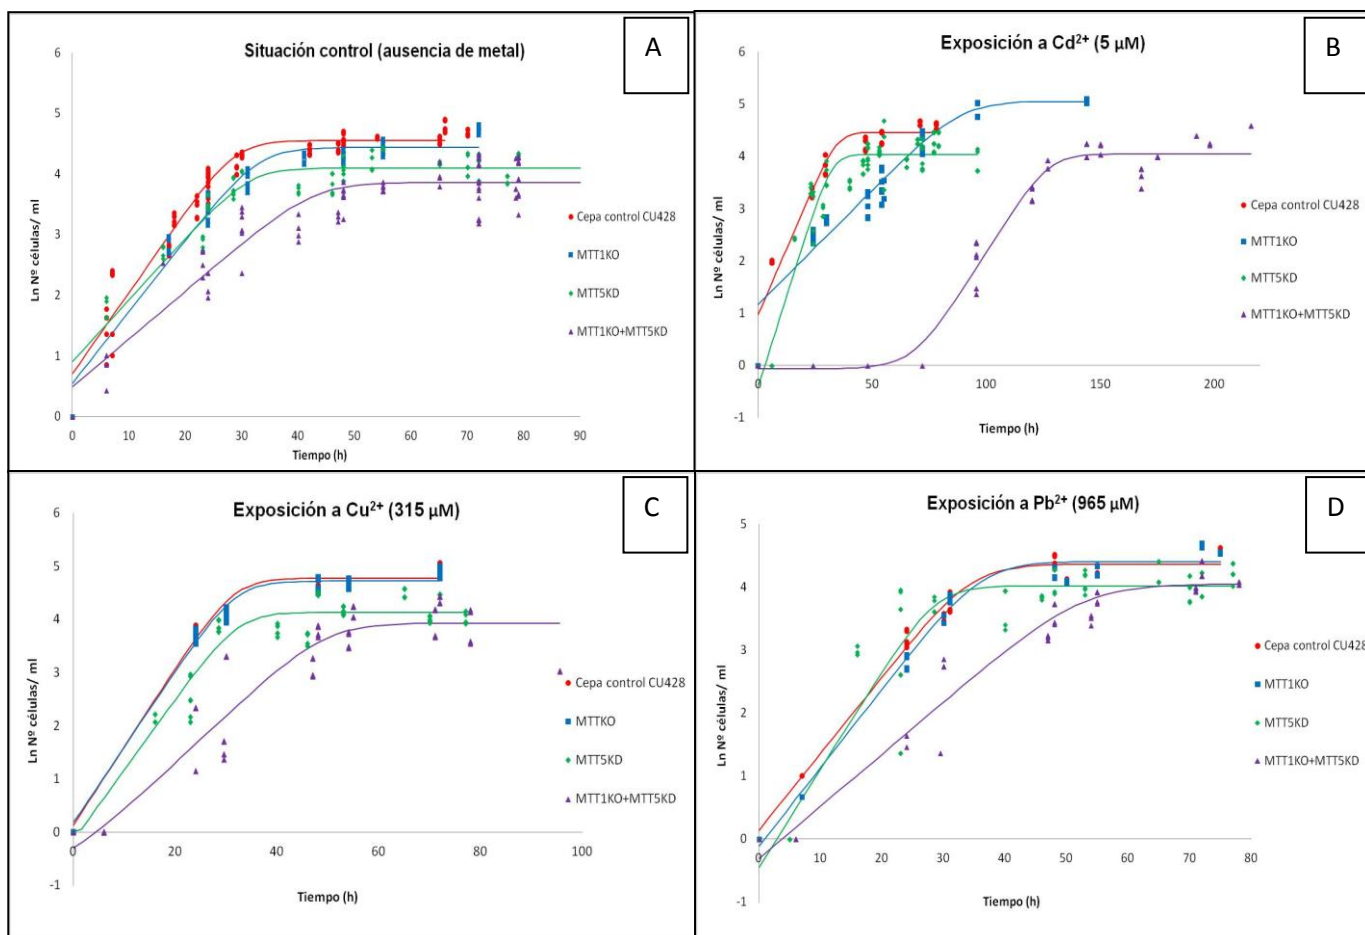 Situación control (ausencia de metal)
A
6
5
4
3
2
1
0
Ln Nº células/ ml
0 10 20 30 40 50 60 70 80 90
Tiempo (h)
Cepa control CU428
MTT1KO
MTT5KD
MTT1KO+MTT5KD
Exposición a Cd²⁺ (5 µM)
B
6
5
4
3
2
1
0
-1
Ln Nº células/ ml
0 50 100 150 200
Tiempo (h)
Cepa control CU428
MTT1KO
MTT5KD
MTT1KO+MTT5KD
Exposición a Cu²⁺ (315 µM)
C
6
5
4
3
2
1
0
-1
Ln Nº células/ ml
0 20 40 60 80 100
Tiempo (h)
Cepa control CU428
MTTKO
MTT5KD
MTT1KO+MTT5KD
Exposición a Pb²⁺ (965 µM)
D
5
4
3
2
1
0
-1
Ln Nº células/ ml
0 10 20 30 40 50 60 70 80
Tiempo (h)
Cepa control CU428
MTT1KO
MTT5KD
MTT1KO+MTT5KD